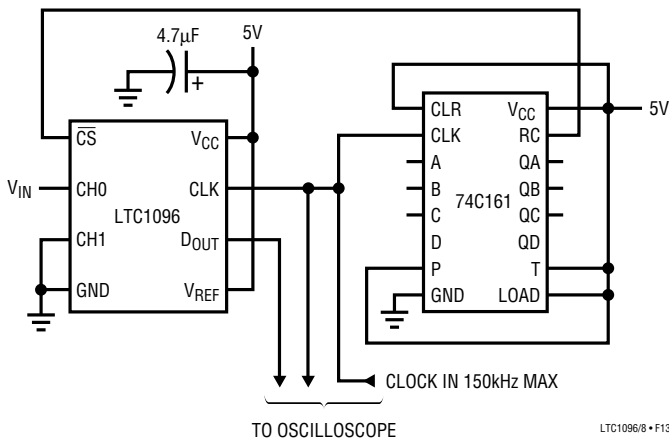 4.7µF
5V
+
CS
VCC
VIN
CH0
CLK
LTC1096
CH1
DOUT
GND
VREF
CLR
VCC
5V
CLK
RC
A
QA
B
QB
74C161
C
QC
D
QD
P
T
GND
LOAD
CLOCK IN 150kHz MAX
TO OSCILLOSCOPE
LTC1096/8 • F13